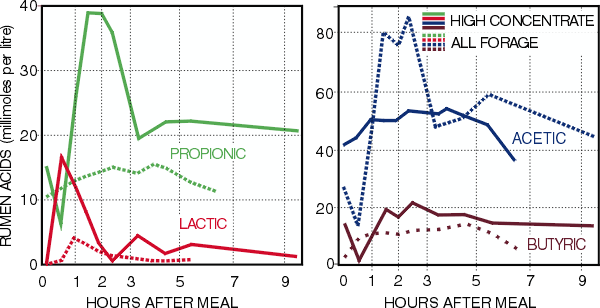 RUMEN ACIDS (millimoles per litre)
40
30
20
10
0
PROPIONIC
LACTIC
0 1 2 3 5 7 9
HOURS AFTER MEAL
80
60
40
20
0
HIGH CONCENTRATE
ALL FORAGE
ACETIC
BUTYRIC
0 1 2 3 5 7 9
HOURS AFTER MEAL